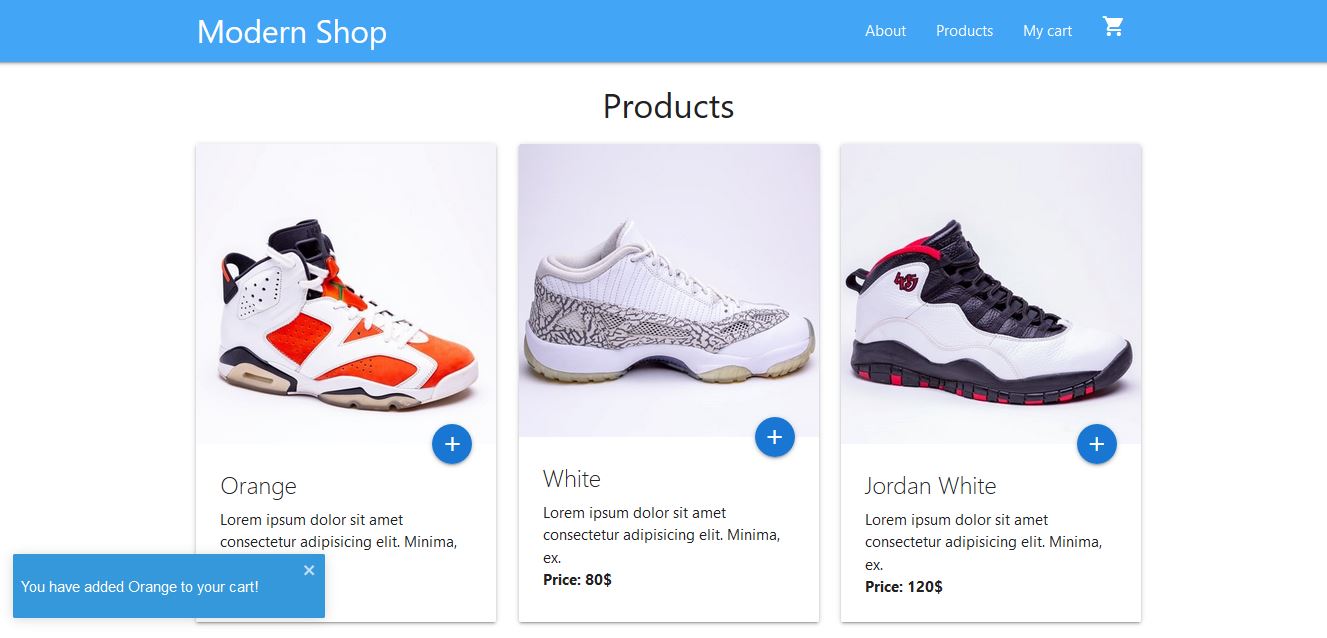 Modern Shop
About
Products
My cart
Products
Orange
Lorem ipsum dolor sit amet
consectetur adipisicing elit. Minima,
White
Lorem ipsum dolor sit amet
consectetur adipisicing elit. Minima,
ex.
Price: 80$
Jordan White
Lorem ipsum dolor sit amet
consectetur adipisicing elit. Minima,
ex.
Price: 120$
You have added Orange to your cart!